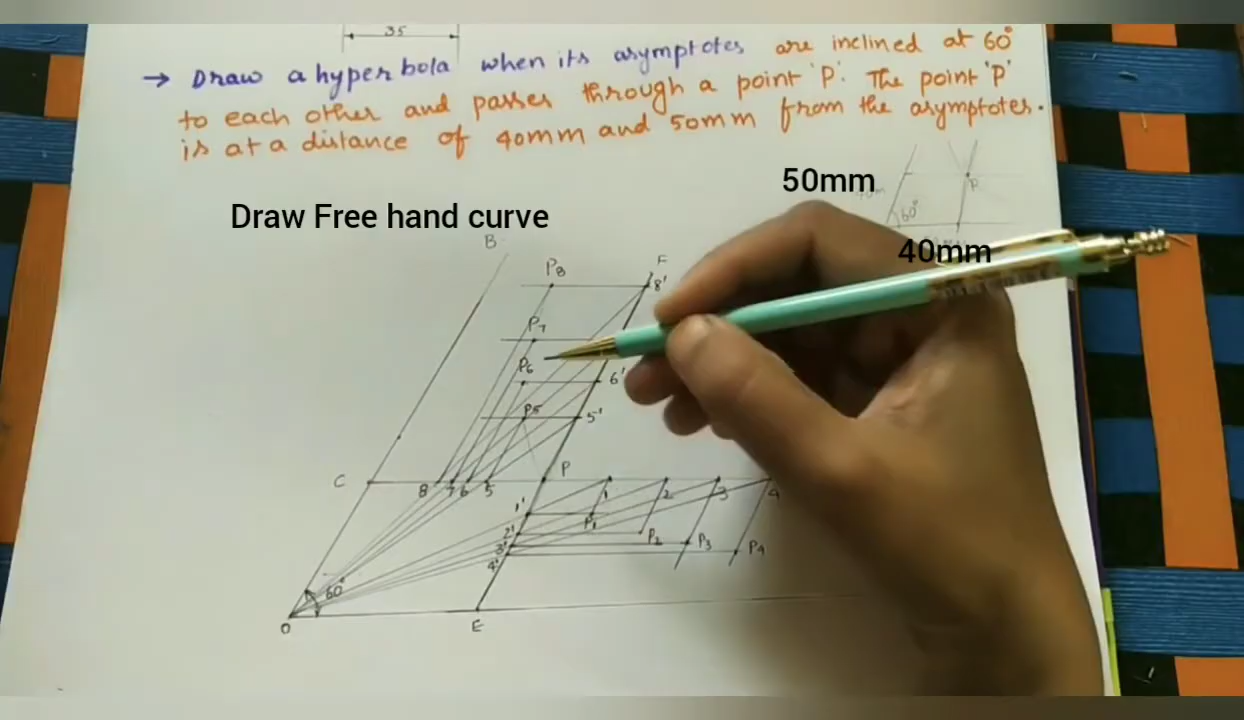 35
→ Draw a hyperbola when its asymptotes are inclined at 60°
to each other and passes through a point 'P'. The point 'P'
is at a distance of 40mm and 50mm from the asymptotes.
50mm
P
60°
40mm
Draw Free hand curve
B
P8
F
8'
P7
P6
6'
P5
5'
C
8 7 6 5
P
1 2 3 4
1'
P1
2'
P2
3'
P3
4'
P4
60°
O
E